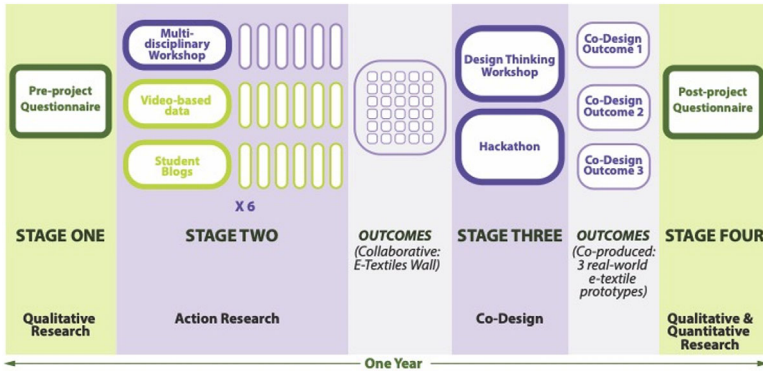 Pre-project
Questionnaire
Multi-
disciplinary
Workshop
Video-based
data
Student
Blogs
X 6
Design Thinking
Workshop
Hackathon
Co-Design
Outcome 1
Co-Design
Outcome 2
Co-Design
Outcome 3
Post-project
Questionnaire
STAGE ONE
STAGE TWO
OUTCOMES
(Collaborative:
E-Textiles Wall)
STAGE THREE
OUTCOMES
(Co-produced:
3 real-world
e-textile
prototypes)
STAGE FOUR
Qualitative
Research
Action Research
Co-Design
Qualitative &
Quantitative
Research
One Year